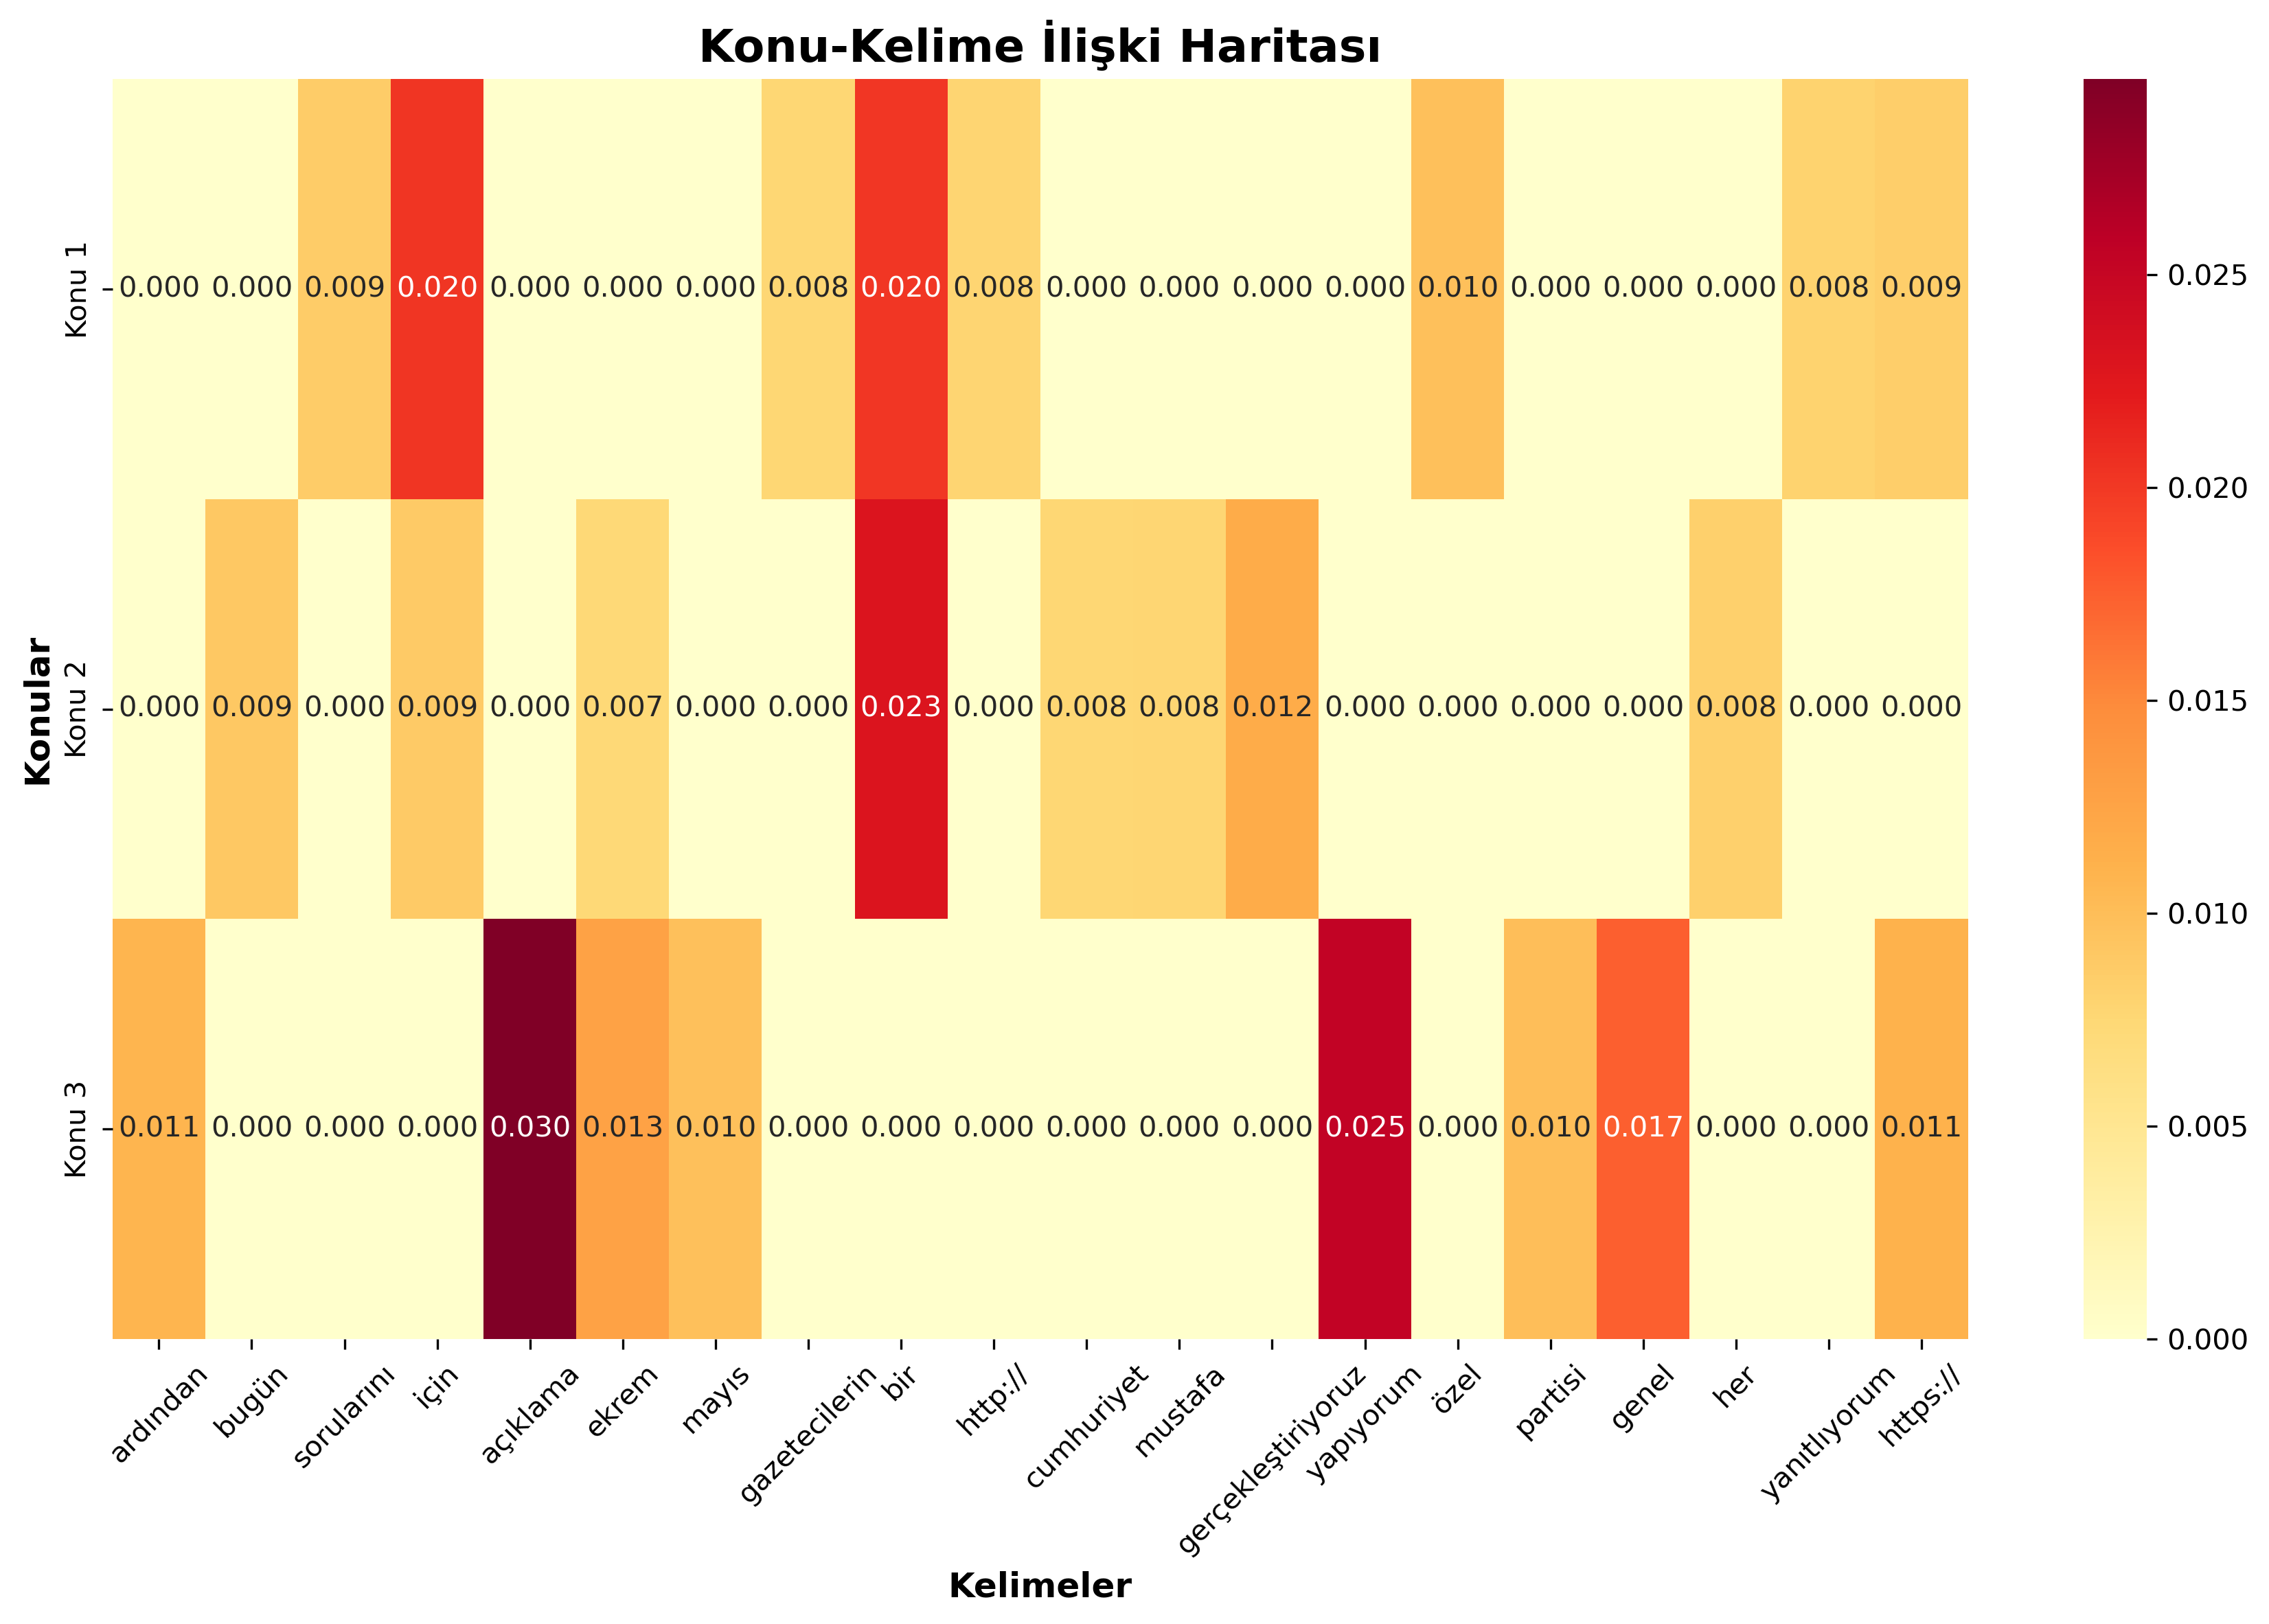 Konu-Kelime İlişki Haritası
Konular
Konu 1
0.000 0.000 0.009 0.020 0.000 0.000 0.000 0.008 0.020 0.008 0.000 0.000 0.000 0.000 0.010 0.000 0.000 0.000 0.008 0.009
Konu 2
0.000 0.009 0.000 0.009 0.000 0.007 0.000 0.000 0.023 0.000 0.008 0.008 0.012 0.000 0.000 0.000 0.000 0.008 0.000 0.000
Konu 3
0.011 0.000 0.000 0.000 0.030 0.013 0.010 0.000 0.000 0.000 0.000 0.000 0.000 0.025 0.000 0.010 0.017 0.000 0.000 0.011
ardından
bugün
sorularını
için
açıklama
ekrem
mayıs
gazetecilerin
bir
http://
cumhuriyet
mustafa
gerçekleştiriyoruz
yapıyorum
özel
partisi
genel
her
yanıtlıyorum
https://
Kelimeler
0.025
0.020
0.015
0.010
0.005
0.000